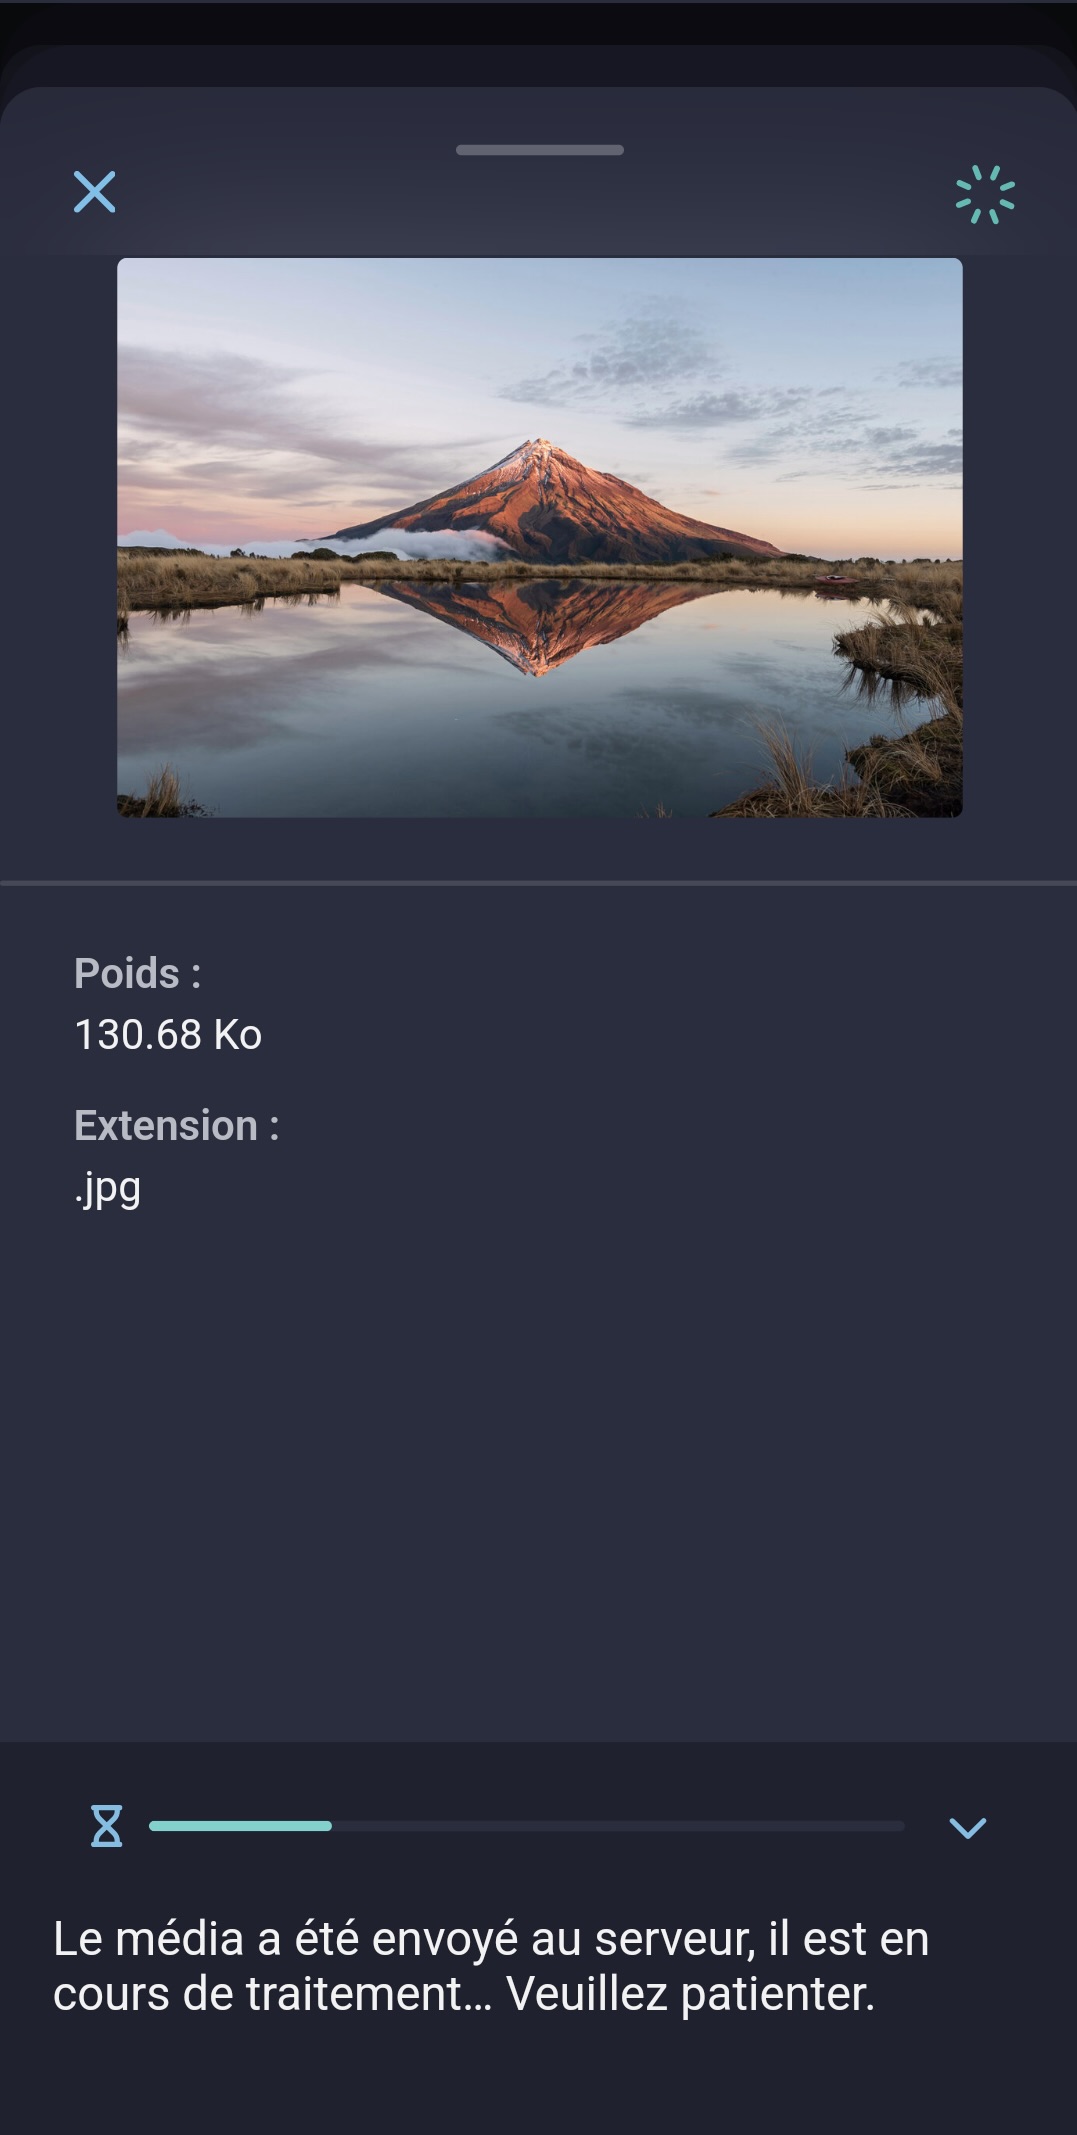 Poids :
130.68 Ko
Extension :
.jpg
Le média a été envoyé au serveur, il est en
cours de traitement... Veuillez patienter.